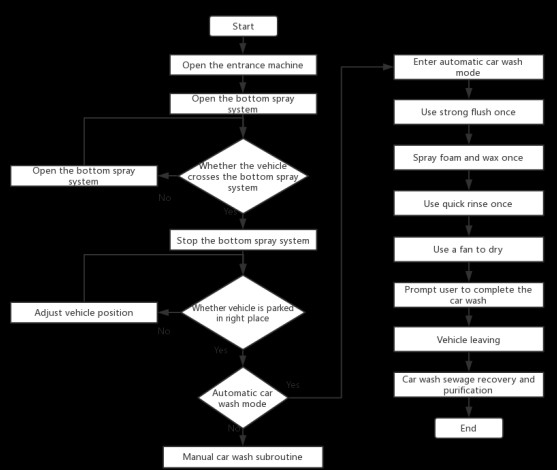 Start
Open the entrance machine
Open the bottom spray
system
Whether the vehicle
crosses the bottom spray
system
Open the bottom spray
system
No
Yes
Stop the bottom spray system
Whether vehicle is parked
in right place
Adjust vehicle position
No
Yes
Automatic car
wash mode
Yes
No
Manual car wash subroutine
Enter automatic car wash
mode
Use strong flush once
Spray foam and wax once
Use quick rinse once
Use a fan to dry
Prompt user to complete the
car wash
Vehicle leaving
Car wash sewage recovery and
purification
End